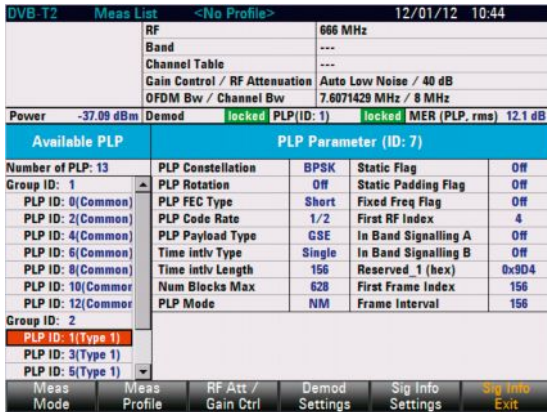 DVB-T2 Meas List <No Profile> 12/01/12 10:44
RF 666 MHz
Band ---
Channel Table ---
Gain Control / RF Attenuation Auto Low Noise / 40 dB
OFDM Bw / Channel Bw 7.6071429 MHz / 8 MHz
Power -37.09 dBm Demod locked PLP(ID: 1) locked MER (PLP, rms) 12.1 dB
Available PLP PLP Parameter (ID: 7)
Number of PLP: 13 PLP Constellation BPSK Static Flag Off
Group ID: 1 PLP Rotation Off Static Padding Flag Off
PLP ID: 0(Common) PLP FEC Type Short Fixed Freq Flag Off
PLP ID: 2(Common) PLP Code Rate 1/2 First RF Index 4
PLP ID: 4(Common) PLP Payload Type GSE In Band Signalling A Off
PLP ID: 6(Common) Time intlv Type Single In Band Signalling B Off
PLP ID: 8(Common) Time intlv Length 156 Reserved_1 (hex) 0x9D4
PLP ID: 10(Commor Num Blocks Max 628 First Frame Index 156
PLP ID: 12(Commor PLP Mode NM Frame Interval 156
Group ID: 2
PLP ID: 1(Type 1)
PLP ID: 3(Type 1)
PLP ID: 5(Type 1)
Meas Mode Meas Profile RF Att / Gain Ctrl Demod Settings Sig Info Settings Sig Info Exit